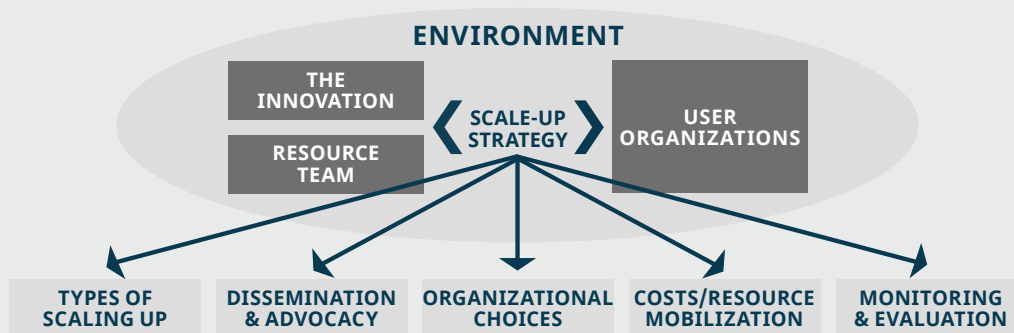 ENVIRONMENT
THE
INNOVATION
RESOURCE
TEAM
SCALE-UP
STRATEGY
USER
ORGANIZATIONS
TYPES OF
SCALING UP
DISSEMINATION
& ADVOCACY
ORGANIZATIONAL
CHOICES
COSTS/RESOURCE
MOBILIZATION
MONITORING
& EVALUATION